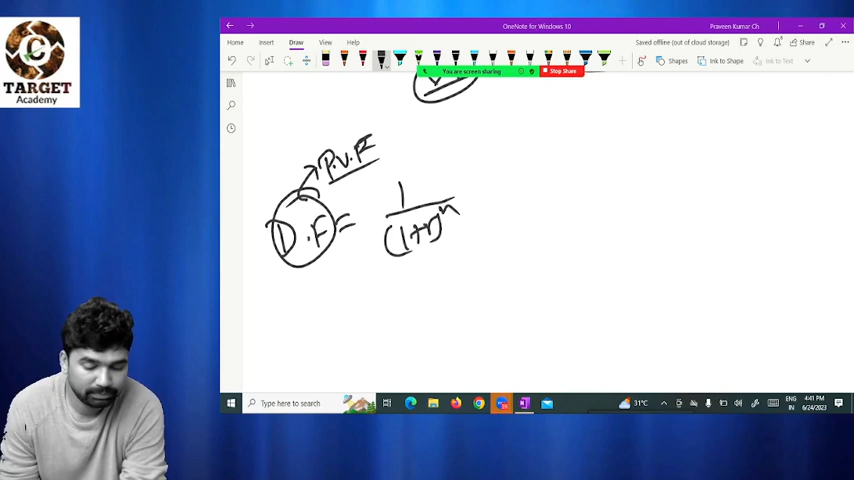 TARGET
Academy
OneNote for Windows 10
Praveen Kumar Ch
Home Insert Draw View Help
Saved offline (out of cloud storage)
Share
You are screen sharing
Stop Share
Shapes
Ink to Shape
Ink to Text
P.V.F
D.F = 1
(1+r)^n
Type here to search
31°C
ENG
IN
4:41 PM
6/24/2023